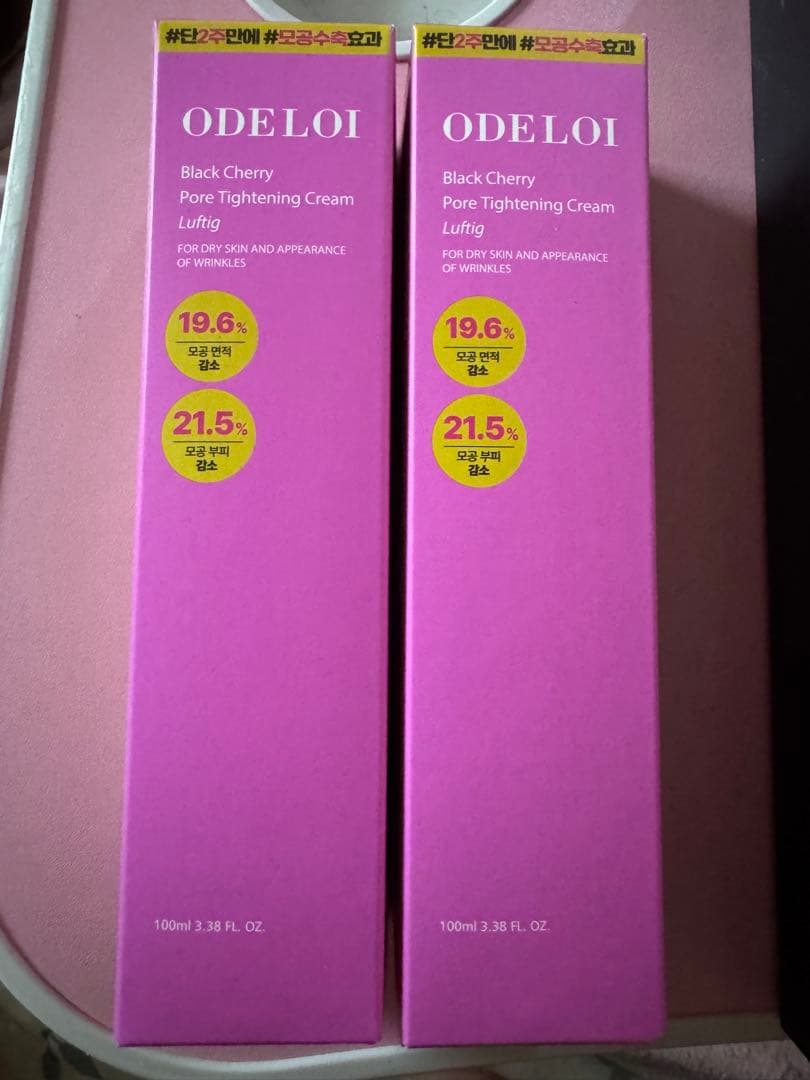 #단2주만에 #모공수축효과
ODELOI
Black Cherry
Pore Tightening Cream
Luftig
FOR DRY SKIN AND APPEARANCE
OF WRINKLES
19.6%
모공 면적
감소
21.5%
모공 부피
감소
100ml 3.38 FL. OZ.
#단2주만에 #모공수축효과
ODELOI
Black Cherry
Pore Tightening Cream
Luftig
FOR DRY SKIN AND APPEARANCE
OF WRINKLES
19.6%
모공 면적
감소
21.5%
모공 부피
감소
100ml 3.38 FL. OZ.